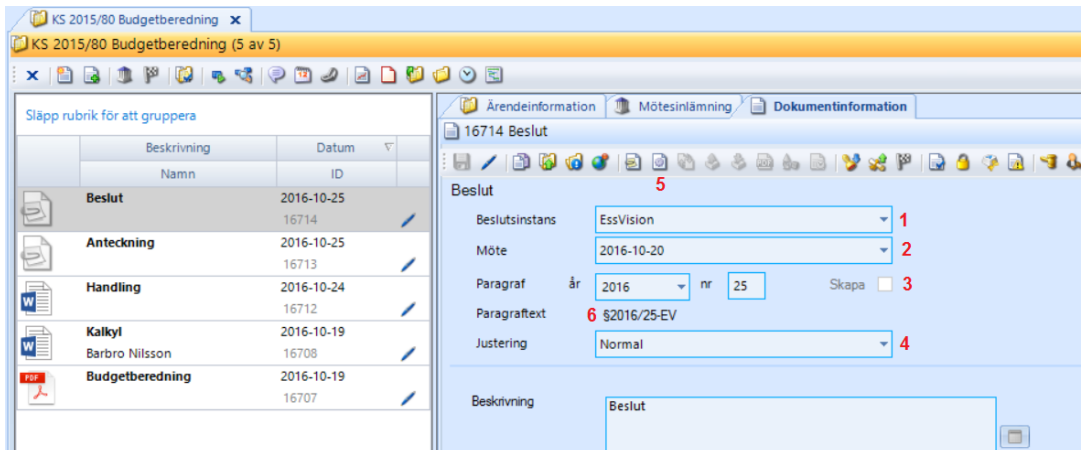 KS 2015/80 Budgetberedning x
KS 2015/80 Budgetberedning (5 av 5)
Släpp rubrik för att gruppera
Beskrivning Datum
Namn ID
Beslut 2016-10-25
16714
Anteckning 2016-10-25
16713
Handling 2016-10-24
16712
Kalkyl 2016-10-19
Barbro Nilsson 16708
PDF Budgetberedning 2016-10-19
16707
Ärendeinformation Mötesinlämning Dokumentinformation
16714 Beslut
5
Beslut
Beslutsinstans EssVision 1
Möte 2016-10-20 2
Paragraf år 2016 nr 25 Skapa 3
Paragraftext 6 §2016/25-EV
Justering Normal 4
Beskrivning Beslut